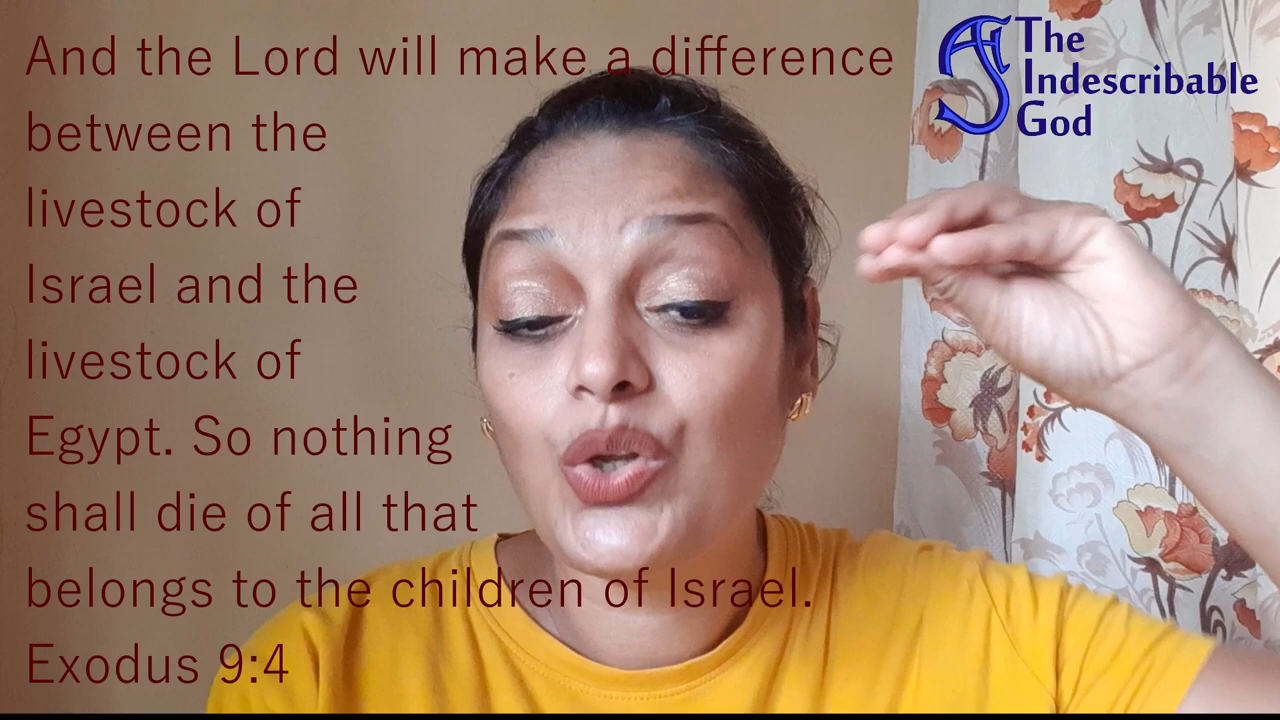 And the Lord will make a difference
between the
livestock of
Israel and the
livestock of
Egypt. So nothing
shall die of all that
belongs to the children of Israel.
Exodus 9:4
The
Indescribable
God